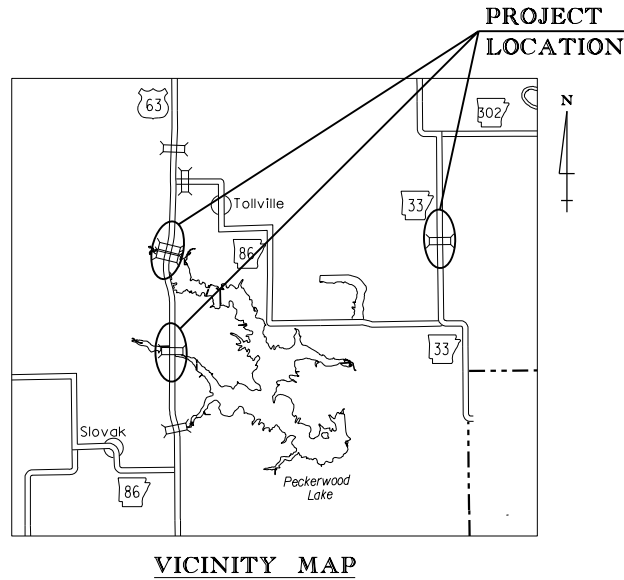 PROJECT
LOCATION
63
302
N
Tollville
33
86
33
Slovak
86
Peckerwood
Lake
VICINITY MAP